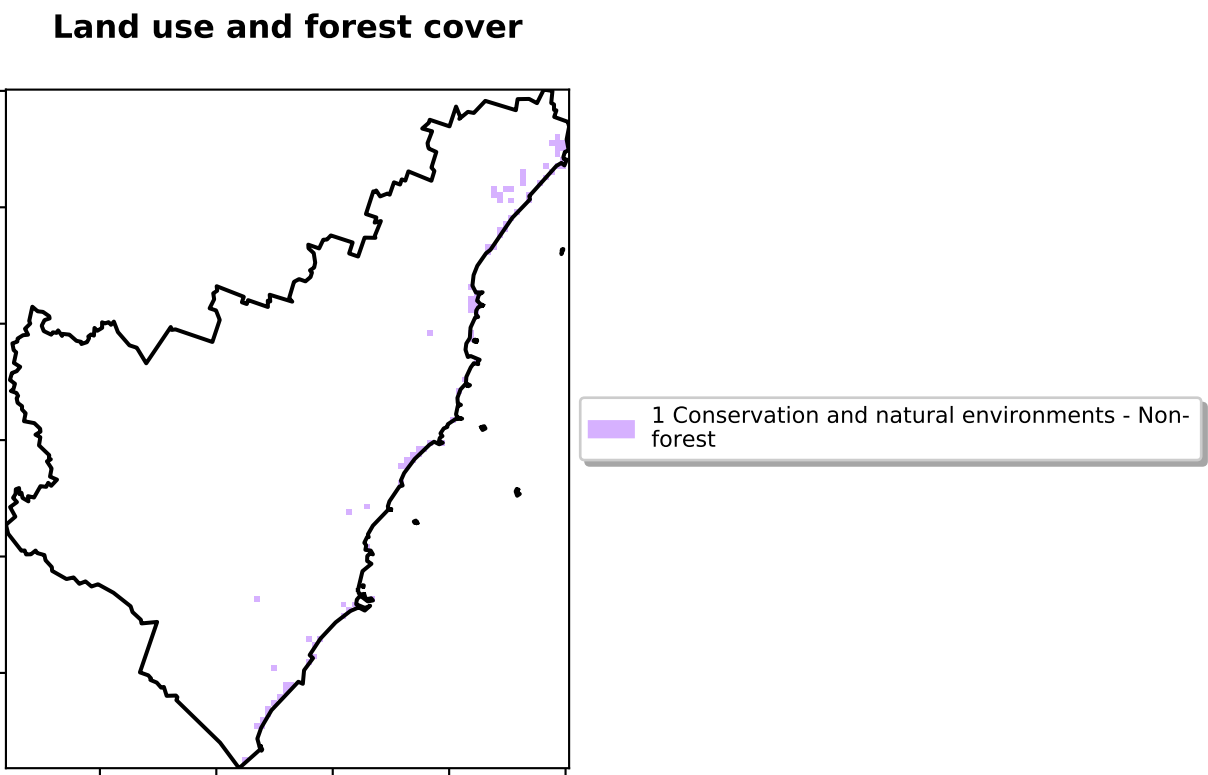 Land use and forest cover
1 Conservation and natural environments - Non-
forest